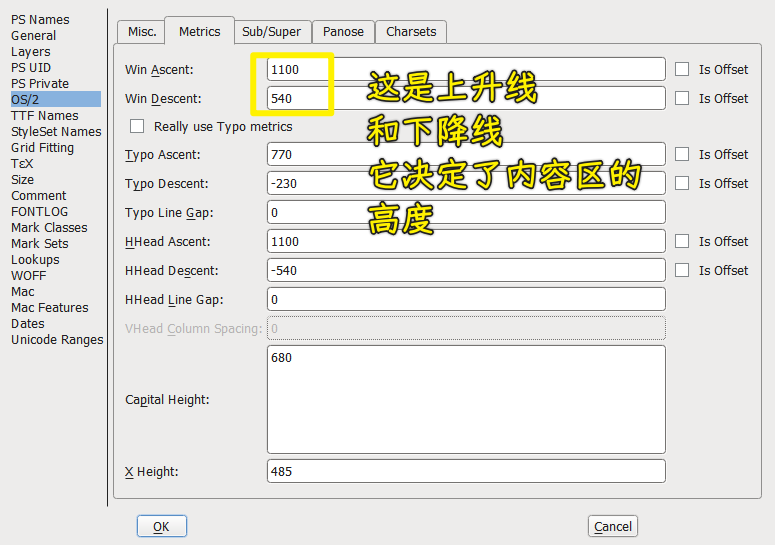 PS Names
General
Layers
PS UID
PS Private
OS/2
TTF Names
StyleSet Names
Grid Fitting
ΤεΧ
Size
Comment
FONTLOG
Mark Classes
Mark Sets
Lookups
WOFF
Mac
Mac Features
Dates
Unicode Ranges
Misc. Metrics Sub/Super Panose Charsets
Win Ascent: 1100 Is Offset
Win Descent: 540 Is Offset
Really use Typo metrics
Typo Ascent: 770 Is Offset
Typo Descent: -230 Is Offset
Typo Line Gap: 0
HHead Ascent: 1100 Is Offset
HHead Descent: -540 Is Offset
HHead Line Gap: 0
VHead Column Spacing: 0
Capital Height: 680
X Height: 485
这是上升线
和下降线
它决定了内容区的
高度
OK Cancel